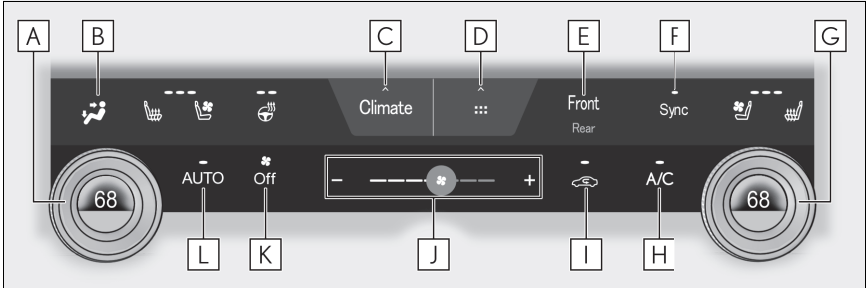 A B C D E F G
Climate Front Sync
Rear
68 AUTO Off - + A/C 68
L K J I H